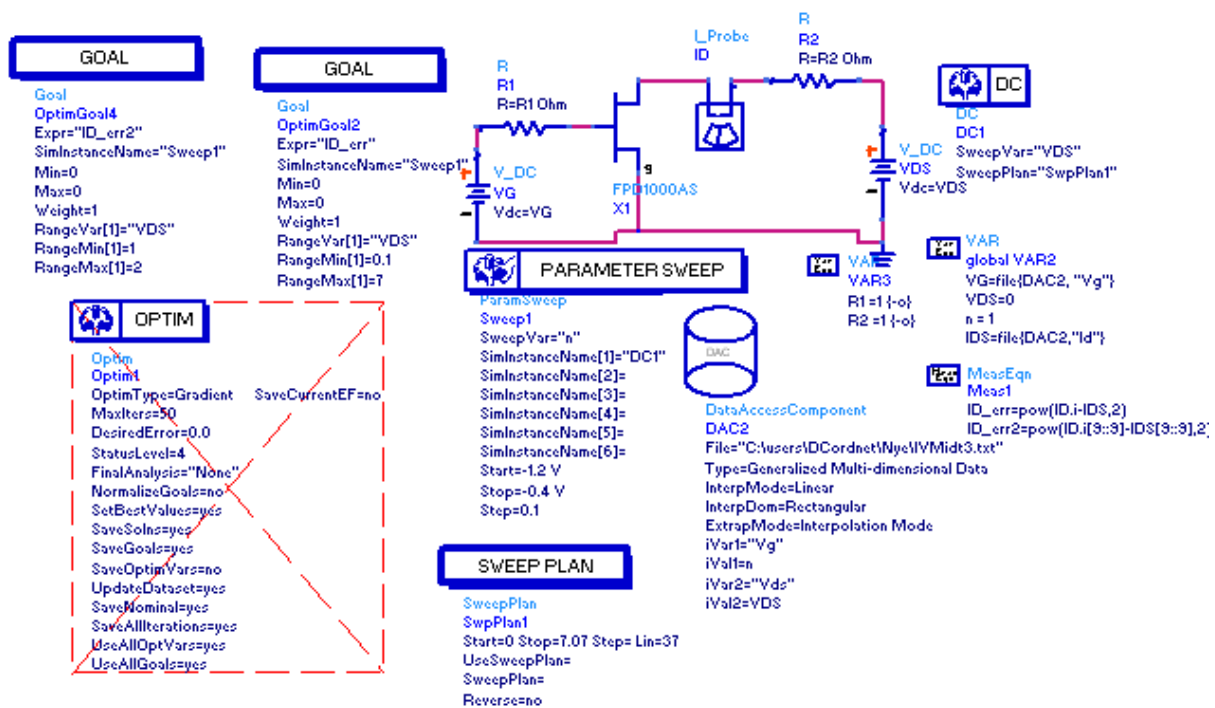 GOAL
Goal
OptimGoal4
Expr="ID_err2"
SimInstanceName="Sweep1"
Min=0
Max=0
Weight=1
RangeVar[1]="VDS"
RangeMin[1]=1
RangeMax[1]=2
GOAL
Goal
OptimGoal2
Expr="ID_err"
SimInstanceName="Sweep1"
Min=0
Max=0
Weight=1
RangeVar[1]="VDS"
RangeMin[1]=0.1
RangeMax[1]=7
R
R1
R=R1 Ohm
V_DC
VG
Vdc=VG
I_Probe
ID
R
R2
R=R2 Ohm
9
FPD1000AS
X1
V_DC
VDS
Vdc=VDS
DC
DC
DC1
SweepVar="VDS"
SweepPlan="SwpPlan1"
OPTIM
Optim
Optim1
OptimType=Gradient SaveCurrentEF=no
MaxIters=50
DesiredError=0.0
StatusLevel=4
FinalAnalysis="None"
NormalizeGoals=no
SetBestValues=yes
SaveSolns=yes
SaveGoals=yes
SaveOptimVars=no
UpdateDataset=yes
SaveNominal=yes
SaveAllIterations=yes
UseAllOptVars=yes
UseAllGoals=yes
PARAMETER SWEEP
ParamSweep
Sweep1
SweepVar="n"
SimInstanceName[1]="DC1"
SimInstanceName[2]=
SimInstanceName[3]=
SimInstanceName[4]=
SimInstanceName[5]=
SimInstanceName[6]=
Start=-1.2 V
Stop=-0.4 V
Step=0.1
SWEEP PLAN
SweepPlan
SwpPlan1
Start=0 Stop=7.07 Step= Lin=37
UseSweepPlan=
SweepPlan=
Reverse=no
Var
Eqn
VAR
VAR3
R1=1 {-o}
R2 =1 {-o}
Var
Eqn
VAR
global VAR2
VG=file{DAC2, "Vg"}
VDS=0
n = 1
IDS=file{DAC2,"Id"}
Meas
Eqn
MeasEqn
Meas1
ID_err=pow(ID.i-IDS,2)
ID_err2=pow(ID.i[9::9]-IDS[9::9],2)
DAC
DataAccessComponent
DAC2
File="C:\users\DCordnet\Nye\IVMidt3.txt"
Type=Generalized Multi-dimensional Data
InterpMode=Linear
InterpDom=Rectangular
ExtrapMode=Interpolation Mode
iVar1="Vg"
iVal1=n
iVar2="Vds"
iVal2=VDS